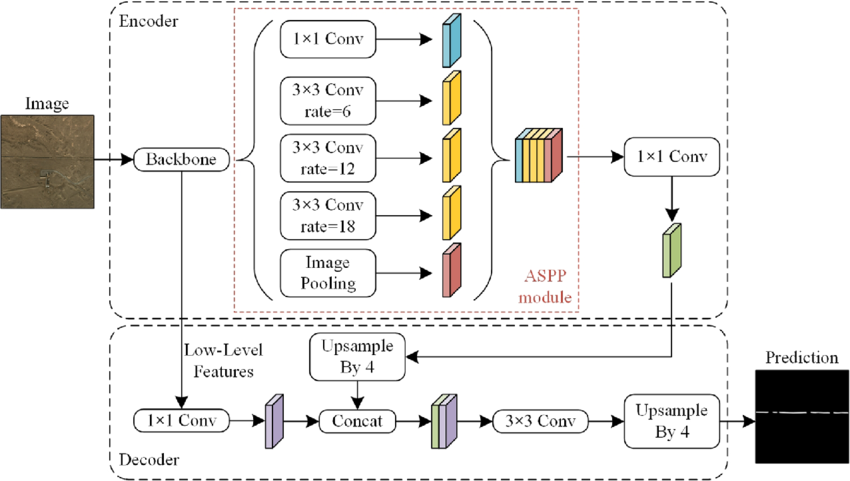 Encoder
1×1 Conv
3×3 Conv
rate=6
3×3 Conv
rate=12
3×3 Conv
rate=18
Image
Pooling
ASPP
module
Image
Backbone
1×1 Conv
Low-Level
Features
Upsample
By 4
1×1 Conv
Concat
3×3 Conv
Upsample
By 4
Prediction
Decoder